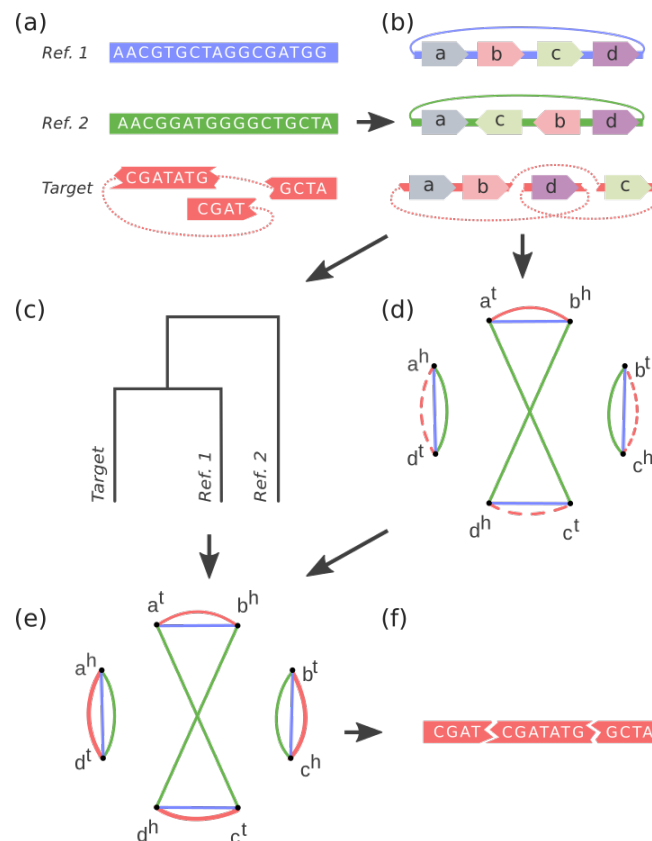 (a)
(b)
Ref. 1
AACGTGCTAGGCGATGG
a b c d
Ref. 2
AACGGATGGGGCTGCTA
a c b d
Target
CGATATG
GCTA
CGAT
a b d c
(c)
(d)
a^t b^h
a^h
b^t
d^t
c^h
d^h c^t
Target
Ref. 1
Ref. 2
(e)
(f)
a^t b^h
a^h
b^t
d^t
c^h
d^h c^t
CGAT CGATATG GCTA